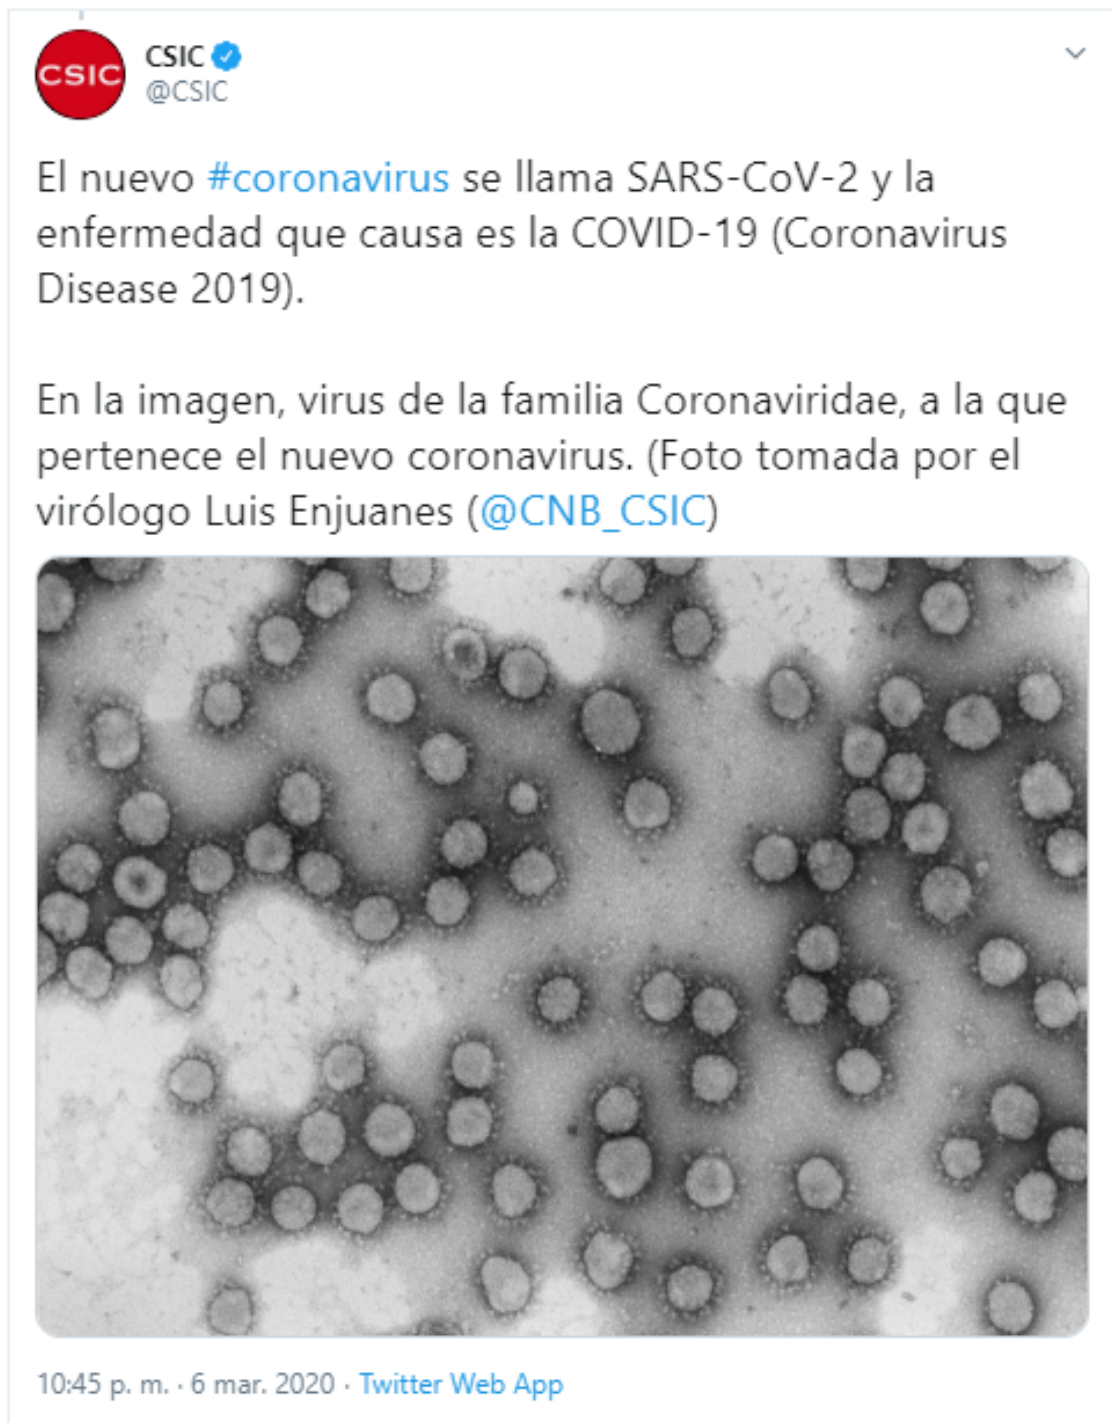 CSIC
CSIC
@CSIC
El nuevo #coronavirus se llama SARS-CoV-2 y la
enfermedad que causa es la COVID-19 (Coronavirus
Disease 2019).
En la imagen, virus de la familia Coronaviridae, a la que
pertenece el nuevo coronavirus. (Foto tomada por el
virólogo Luis Enjuanes (@CNB_CSIC)
10:45 p. m. · 6 mar. 2020 · Twitter Web App